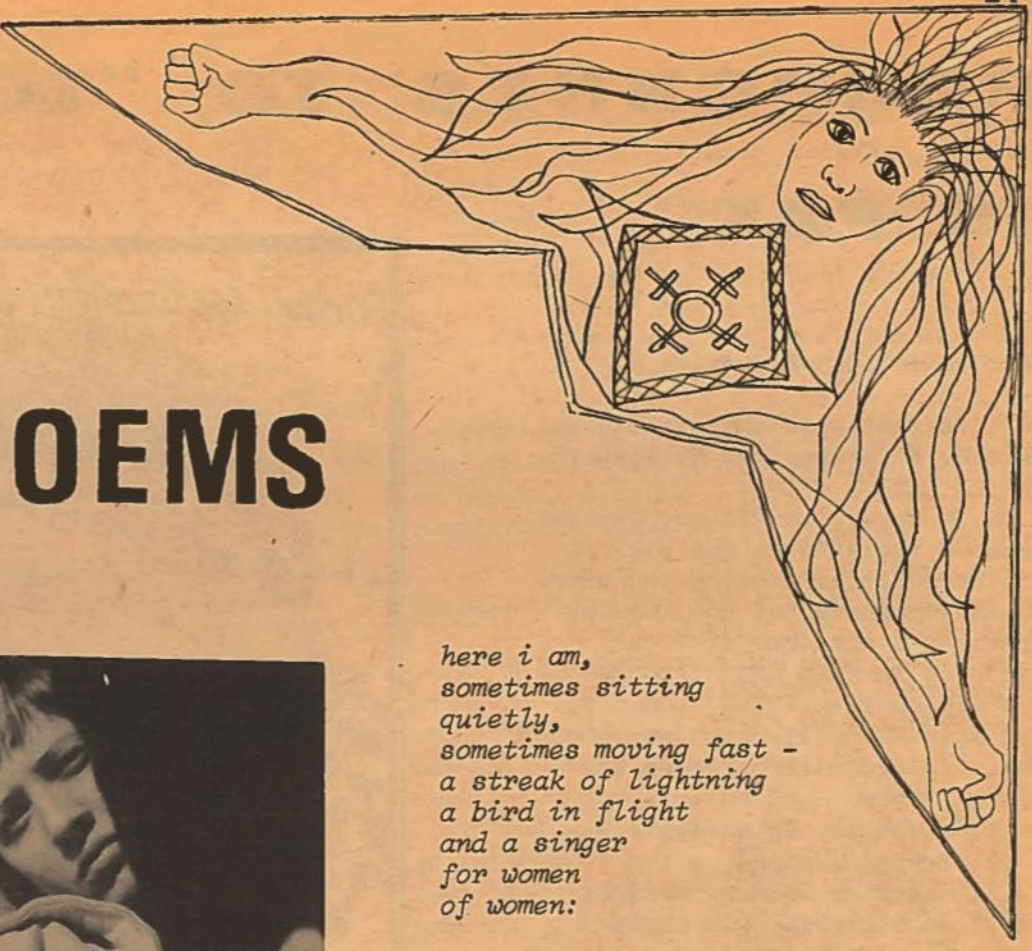 OEMS
here i am,
sometimes sitting
quietly,
sometimes moving fast -
a streak of lightning
a bird in flight
and a singer
for women
of women: